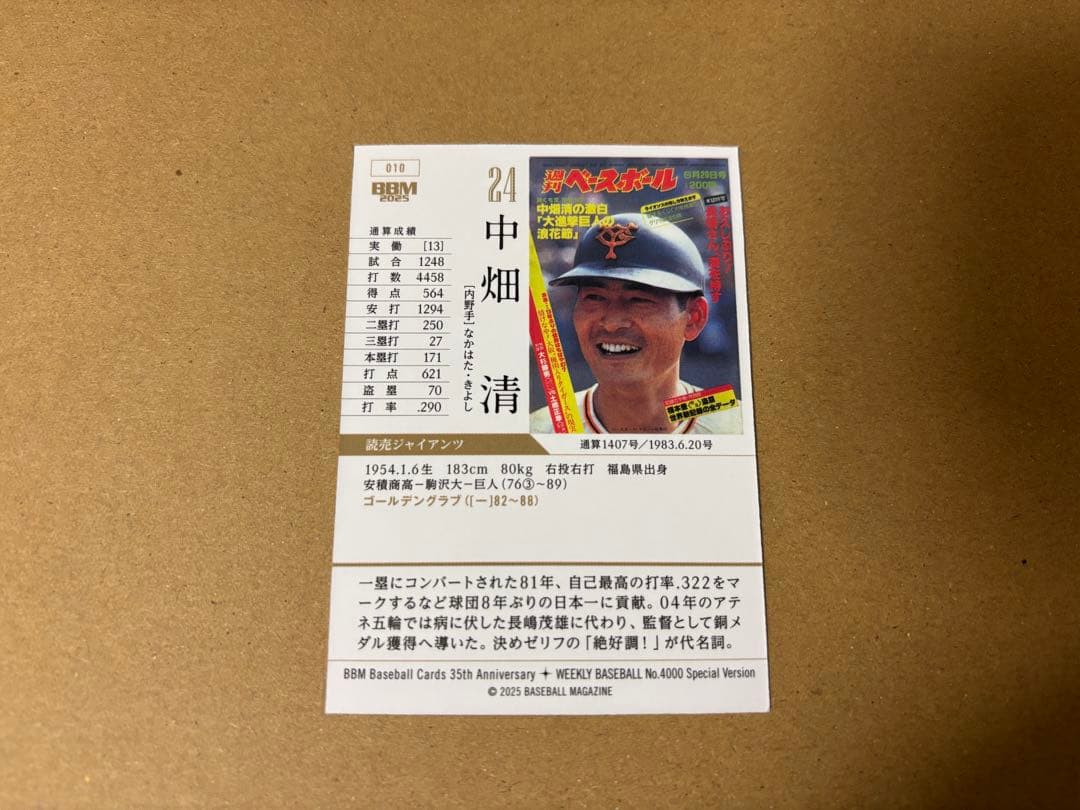 010
BBM
2025
通算成績
実働 [13]
試合 1248
打数 4458
得点 564
安打 1294
二塁打 250
三塁打 27
本塁打 171
打点 621
盗塁 70
打率 .290
24
中畑 清
[内野手]なかはた・きよし
週刊ベースボール
6月20日号
200円
中畑清の激白
『大進撃巨人の
浪花節』
通算1407号/1983.6.20号
読売ジャイアンツ
1954.1.6生 183cm 80kg 右投右打 福島県出身
安積商高−駒沢大−巨人(76③~89)
ゴールデングラブ([一]82~88)
一塁にコンバートされた81年、自己最高の打率.322をマ
ークするなど球団8年ぶりの日本一に貢献。04年のアテ
ネ五輪では病に伏した長嶋茂雄に代わり、監督として銅メ
ダル獲得へ導いた。決めゼリフの「絶好調!」が代名詞。
BBM Baseball Cards 35th Anniversary ✦ WEEKLY BASEBALL No.4000 Special Version
© 2025 BASEBALL MAGAZINE